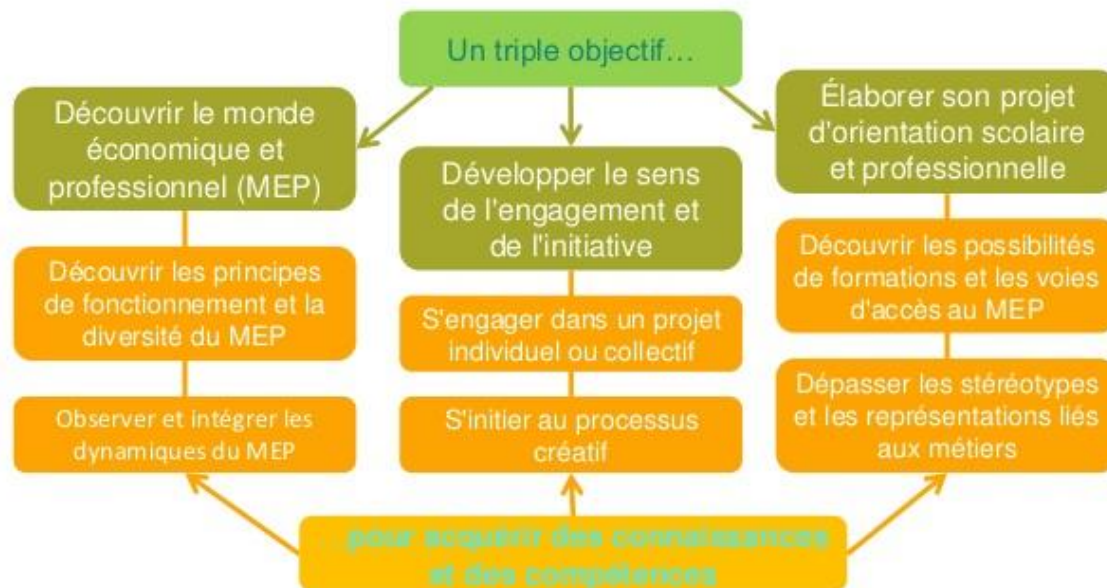 Un triple objectif…
Découvrir le monde
économique et
professionnel (MEP)
Développer le sens
de l'engagement et
de l'initiative
Élaborer son projet
d'orientation scolaire
et professionnelle
Découvrir les principes
de fonctionnement et la
diversité du MEP
Observer et intégrer les
dynamiques du MEP
S'engager dans un projet
individuel ou collectif
S'initier au processus
créatif
Découvrir les possibilités
de formations et les voies
d'accès au MEP
Dépasser les stéréotypes
et les représentations liés
aux métiers
…pour acquérir des connaissances
et des compétences